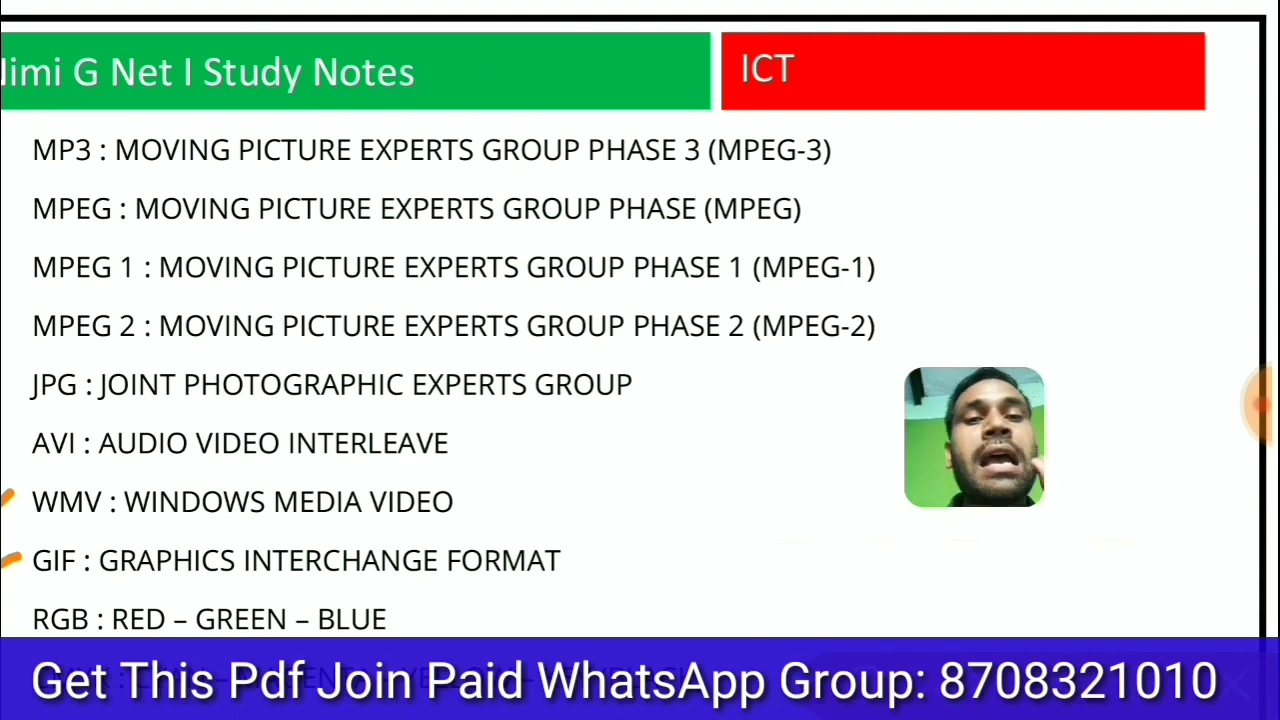 imi G Net I Study Notes
ICT
MP3 : MOVING PICTURE EXPERTS GROUP PHASE 3 (MPEG-3)
MPEG : MOVING PICTURE EXPERTS GROUP PHASE (MPEG)
MPEG 1 : MOVING PICTURE EXPERTS GROUP PHASE 1 (MPEG-1)
MPEG 2 : MOVING PICTURE EXPERTS GROUP PHASE 2 (MPEG-2)
JPG : JOINT PHOTOGRAPHIC EXPERTS GROUP
AVI : AUDIO VIDEO INTERLEAVE
WMV : WINDOWS MEDIA VIDEO
GIF : GRAPHICS INTERCHANGE FORMAT
RGB : RED – GREEN – BLUE
Get This Pdf Join Paid WhatsApp Group: 8708321010